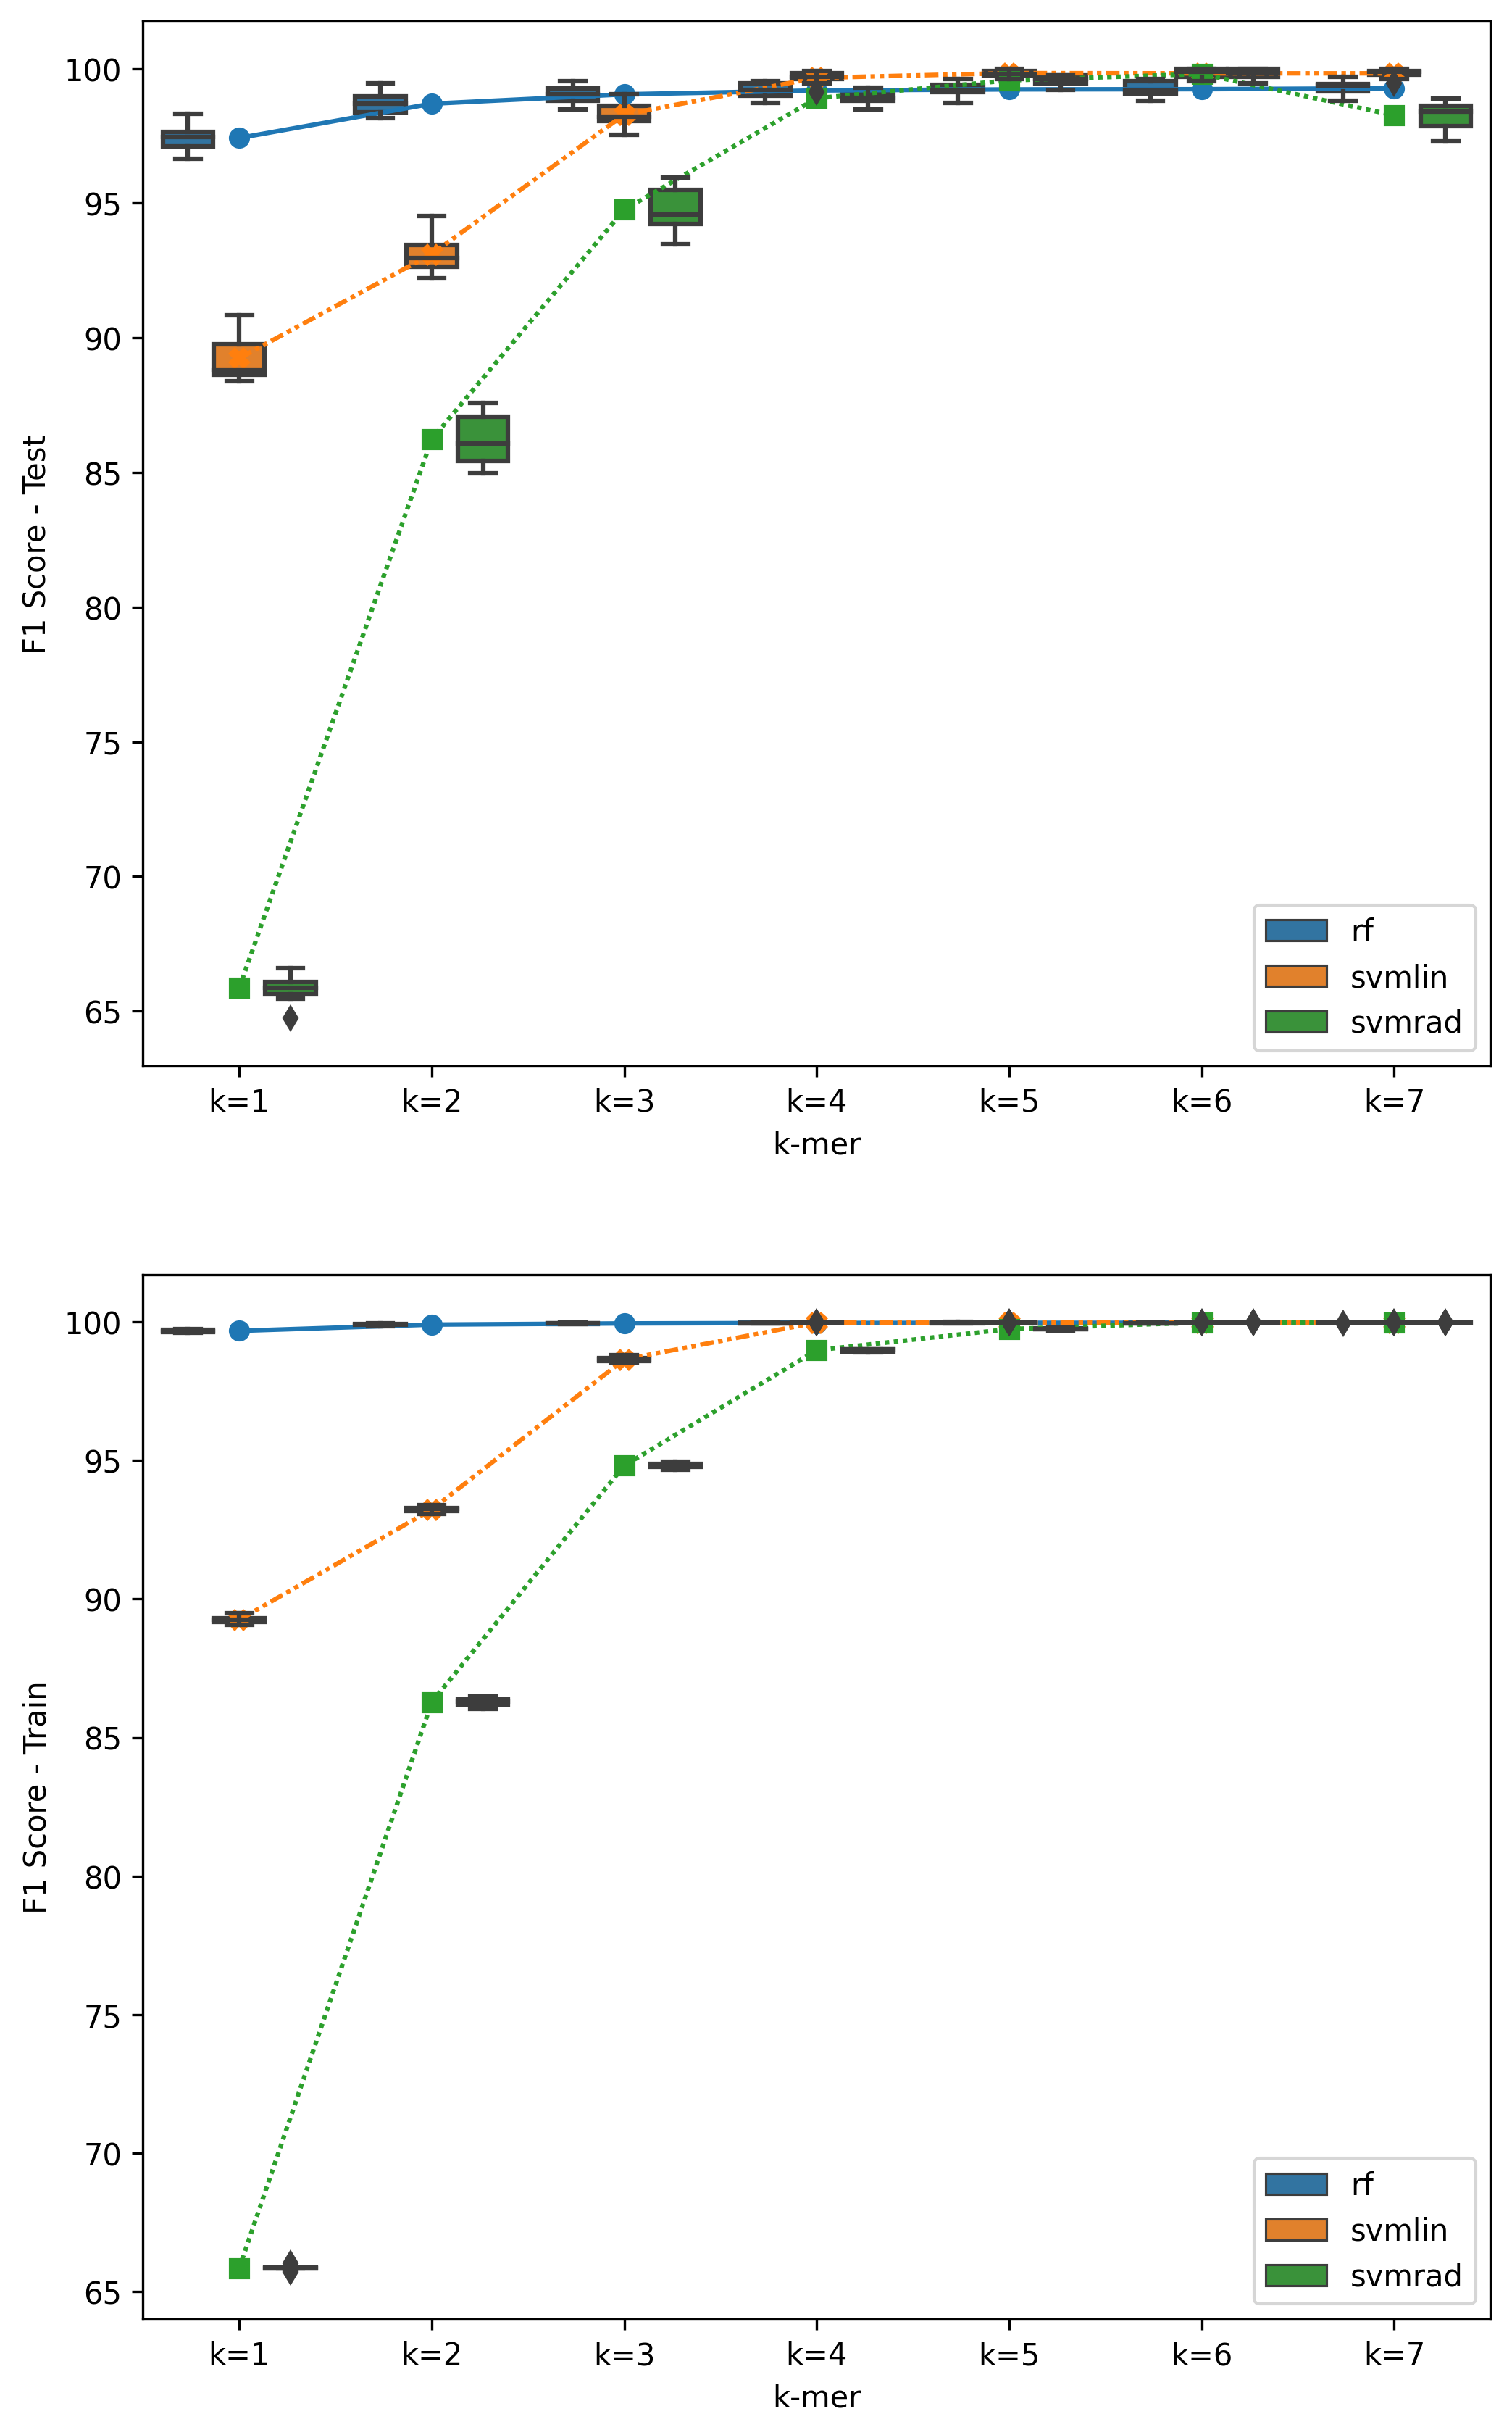 F1 Score - Test
100
95
90
85
80
75
70
65
rf
svmlin
svmrad
k=1 k=2 k=3 k=4 k=5 k=6 k=7
k-mer
F1 Score - Train
100
95
90
85
80
75
70
65
rf
svmlin
svmrad
k=1 k=2 k=3 k=4 k=5 k=6 k=7
k-mer